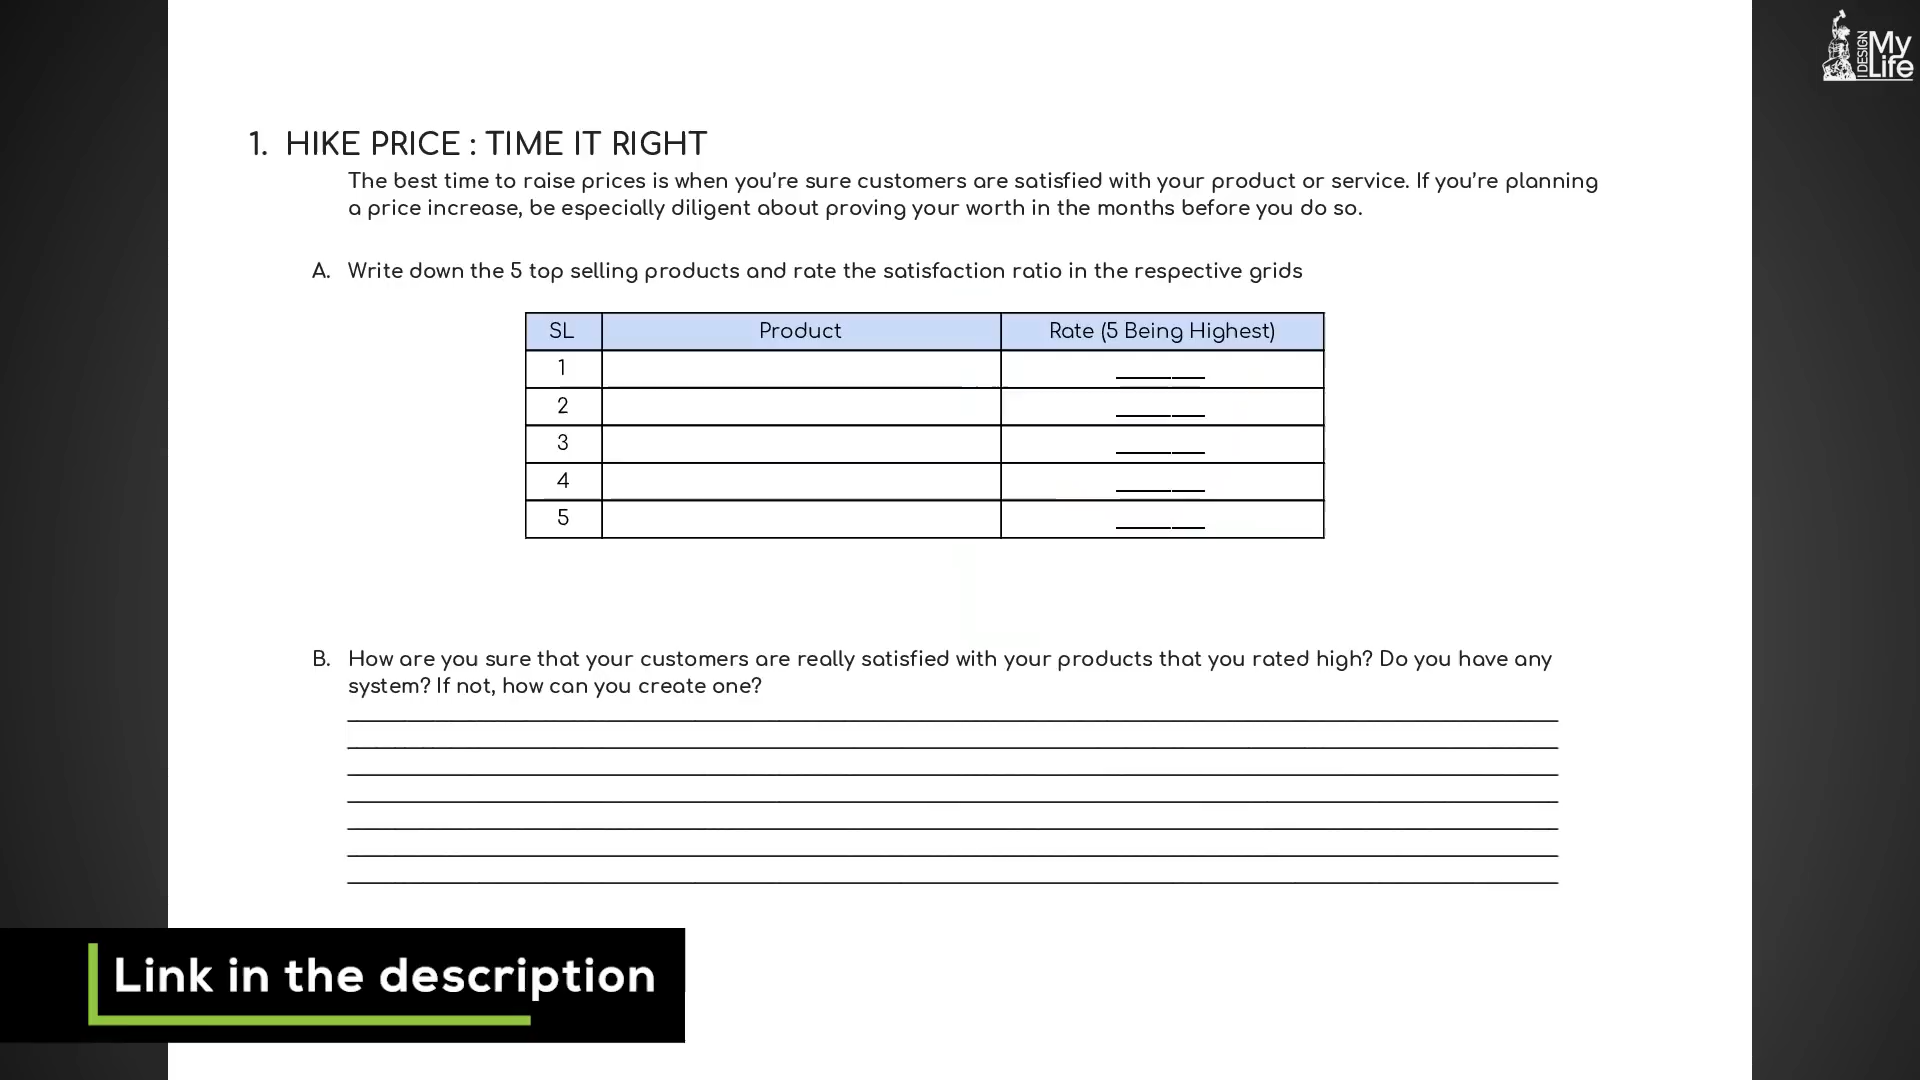 I DESIGN
My
Life
1. HIKE PRICE : TIME IT RIGHT
The best time to raise prices is when you’re sure customers are satisfied with your product or service. If you’re planning
a price increase, be especially diligent about proving your worth in the months before you do so.
A. Write down the 5 top selling products and rate the satisfaction ratio in the respective grids
SL Product Rate (5 Being Highest)
1
2
3
4
5
B. How are you sure that your customers are really satisfied with your products that you rated high? Do you have any
system? If not, how can you create one?
Link in the description